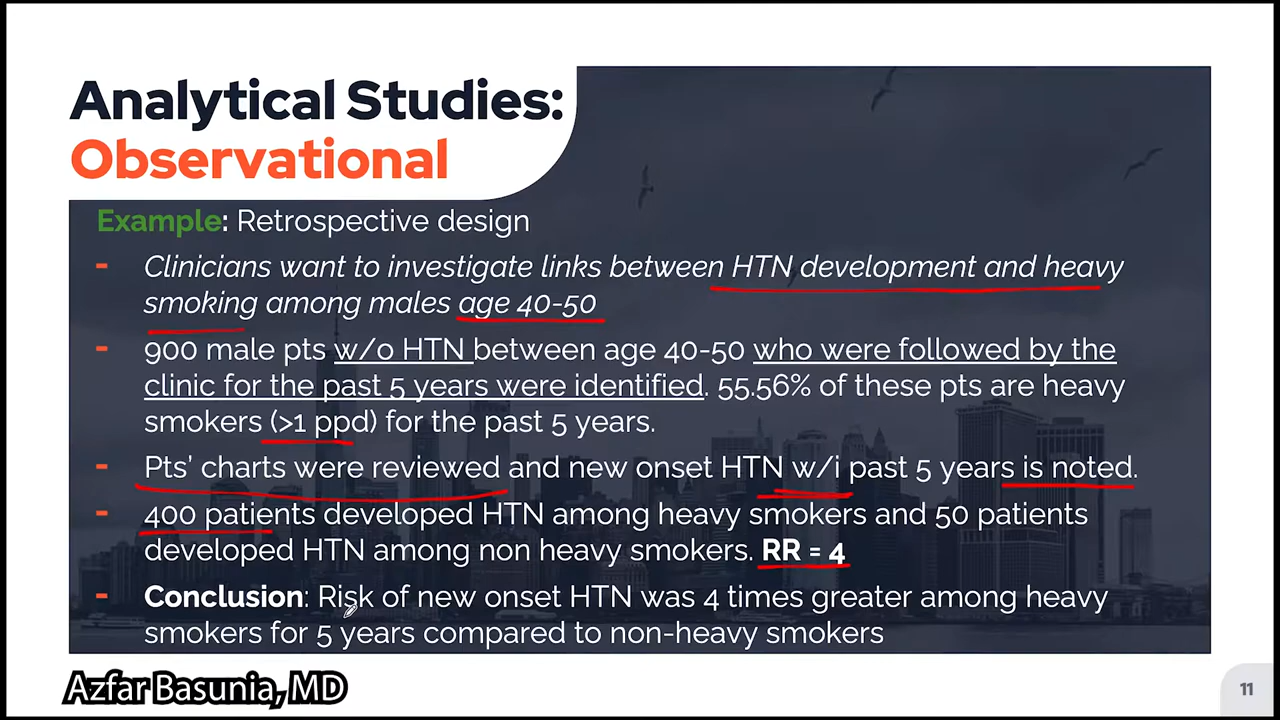 Analytical Studies:
Observational
Example: Retrospective design
- Clinicians want to investigate links between HTN development and heavy
smoking among males age 40-50
- 900 male pts w/o HTN between age 40-50 who were followed by the
clinic for the past 5 years were identified. 55.56% of these pts are heavy
smokers (>1 ppd) for the past 5 years.
- Pts' charts were reviewed and new onset HTN w/i past 5 years is noted.
- 400 patients developed HTN among heavy smokers and 50 patients
developed HTN among non heavy smokers. RR = 4
- Conclusion: Risk of new onset HTN was 4 times greater among heavy
smokers for 5 years compared to non-heavy smokers
Azfar Basunia, MD
11